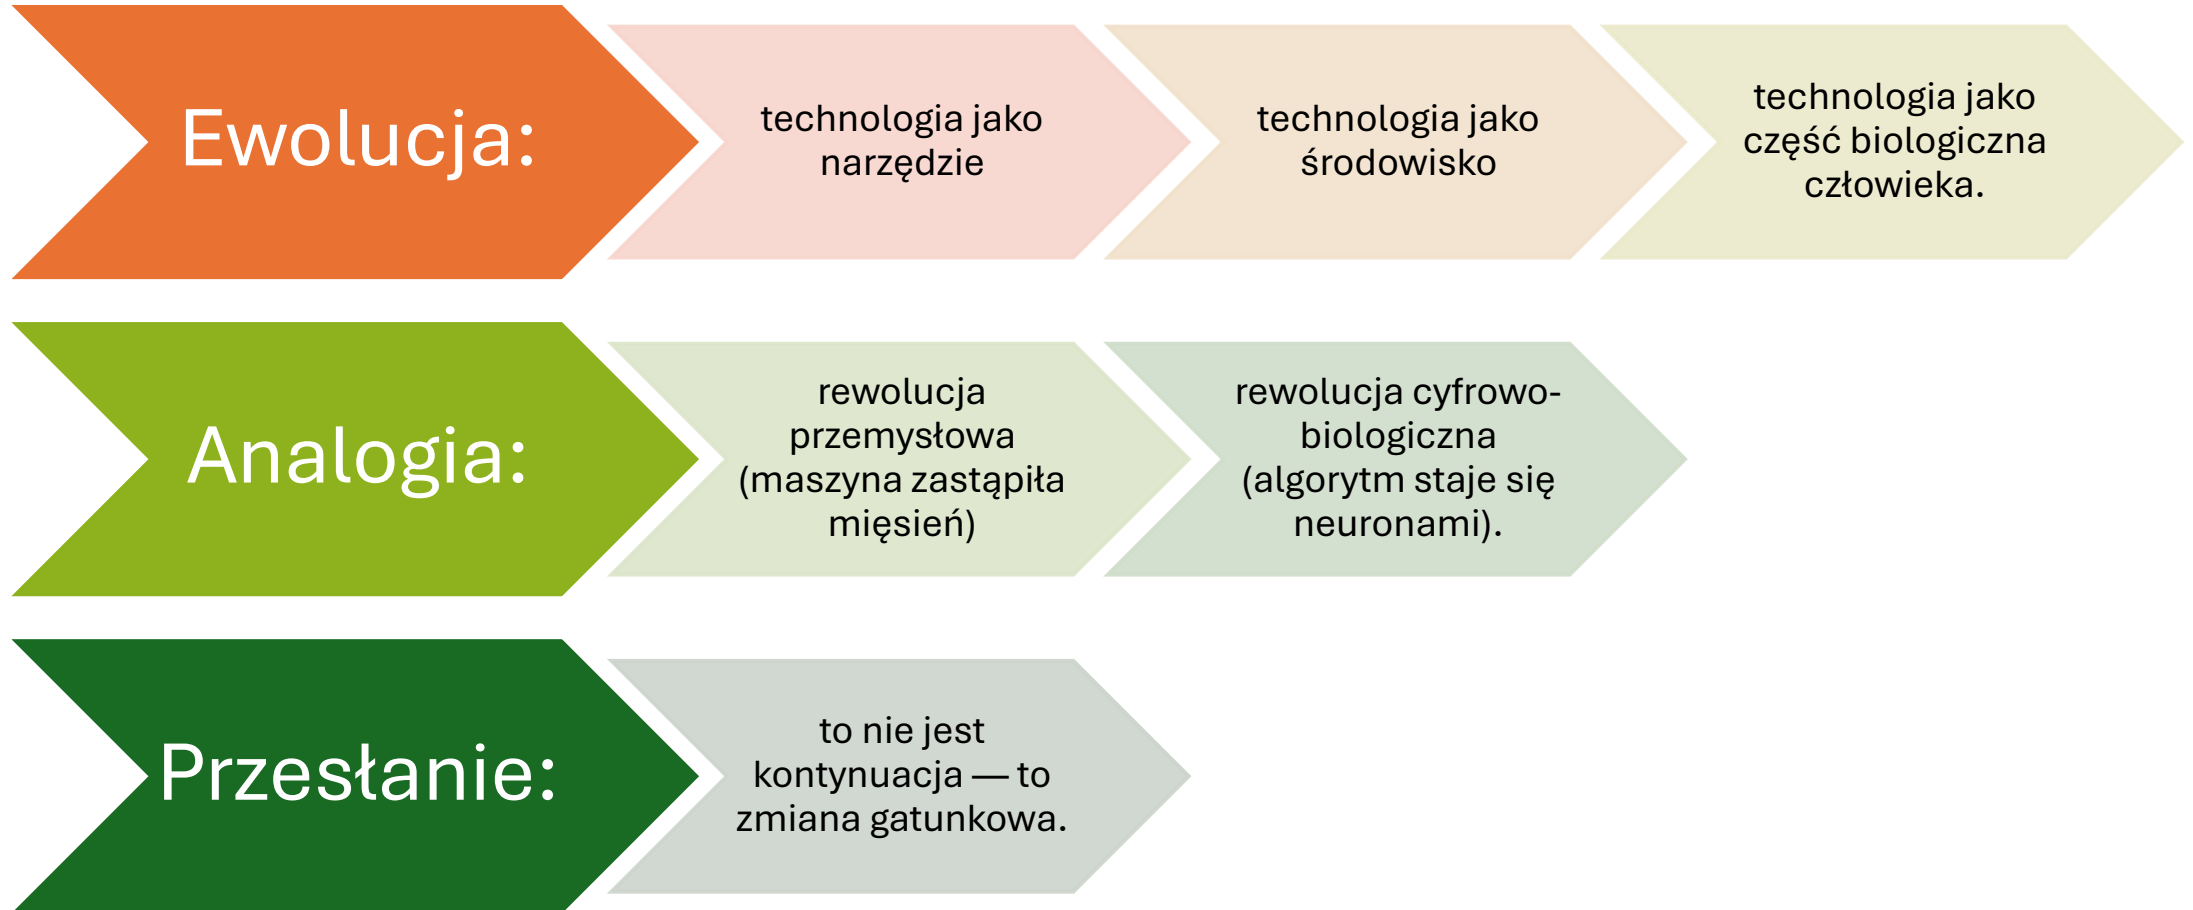 Ewolucja:
technologia jako
narzędzie
technologia jako
środowisko
technologia jako
część biologiczna
człowieka.
Analogia:
rewolucja
przemysłowa
(maszyna zastąpiła
mięsień)
rewolucja cyfrowo-
biologiczna
(algorytm staje się
neuronami).
Przesłanie:
to nie jest
kontynuacja — to
zmiana gatunkowa.